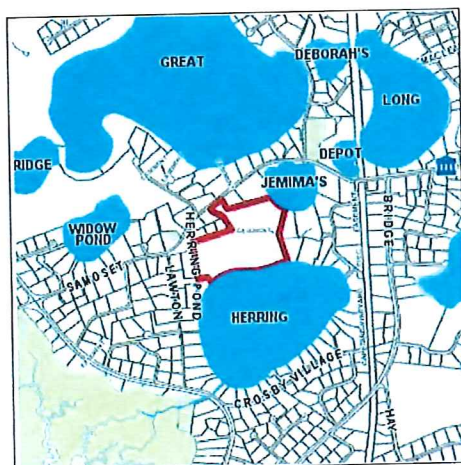 GREAT
DEBORAH'S
LONG
DEPOT
RIDGE
JEMIMA'S
WIDOW
POND
BRIDGE
HERRING POND
SAMOSET
LAWTON
HERRING
CROSBY VILLAGE
HAY